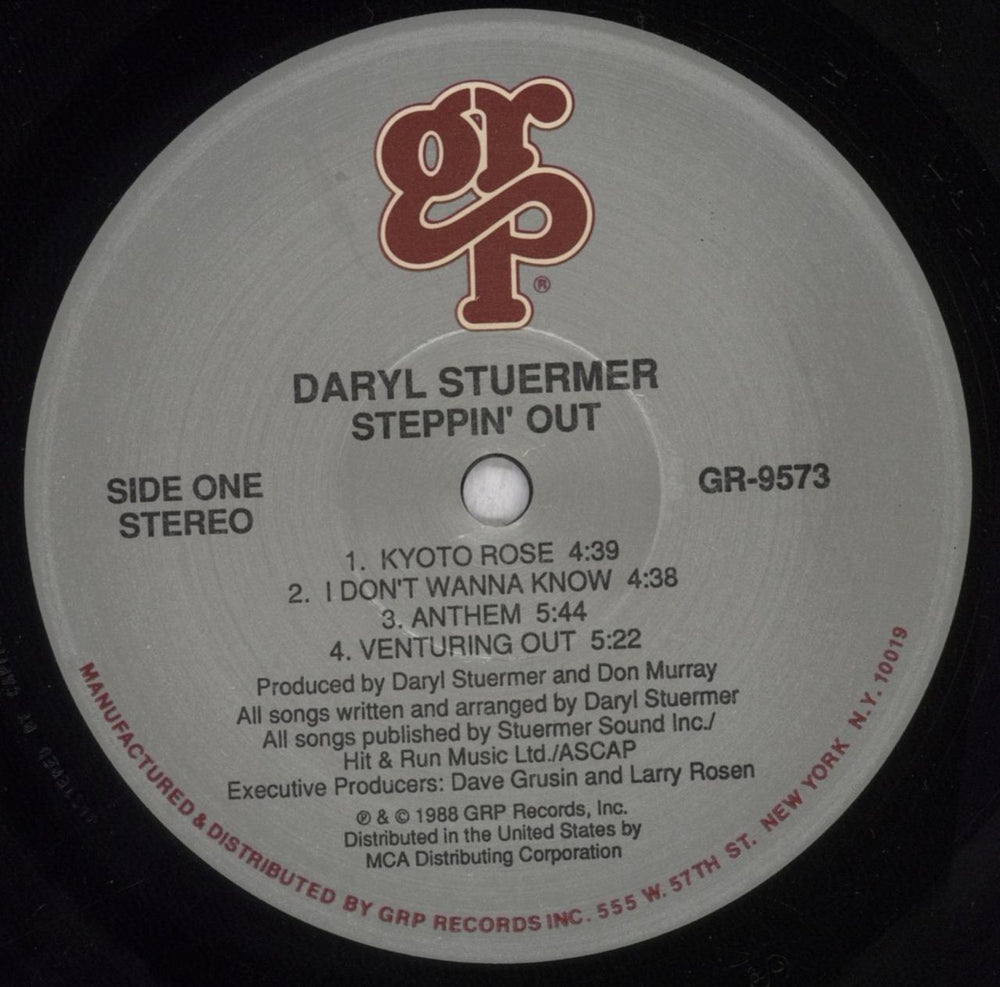 grp®
DARYL STUERMER
STEPPIN' OUT
SIDE ONE
STEREO
GR-9573
1. KYOTO ROSE 4:39
2. I DON'T WANNA KNOW 4:38
3. ANTHEM 5:44
4. VENTURING OUT 5:22
Produced by Daryl Stuermer and Don Murray
All songs written and arranged by Daryl Stuermer
All songs published by Stuermer Sound Inc./
Hit & Run Music Ltd./ASCAP
Executive Producers: Dave Grusin and Larry Rosen
℗ & © 1988 GRP Records, Inc.
Distributed in the United States by
MCA Distributing Corporation
MANUFACTURED & DISTRIBUTED BY GRP RECORDS INC. 555 W. 57TH ST. NEW YORK N.Y. 10019